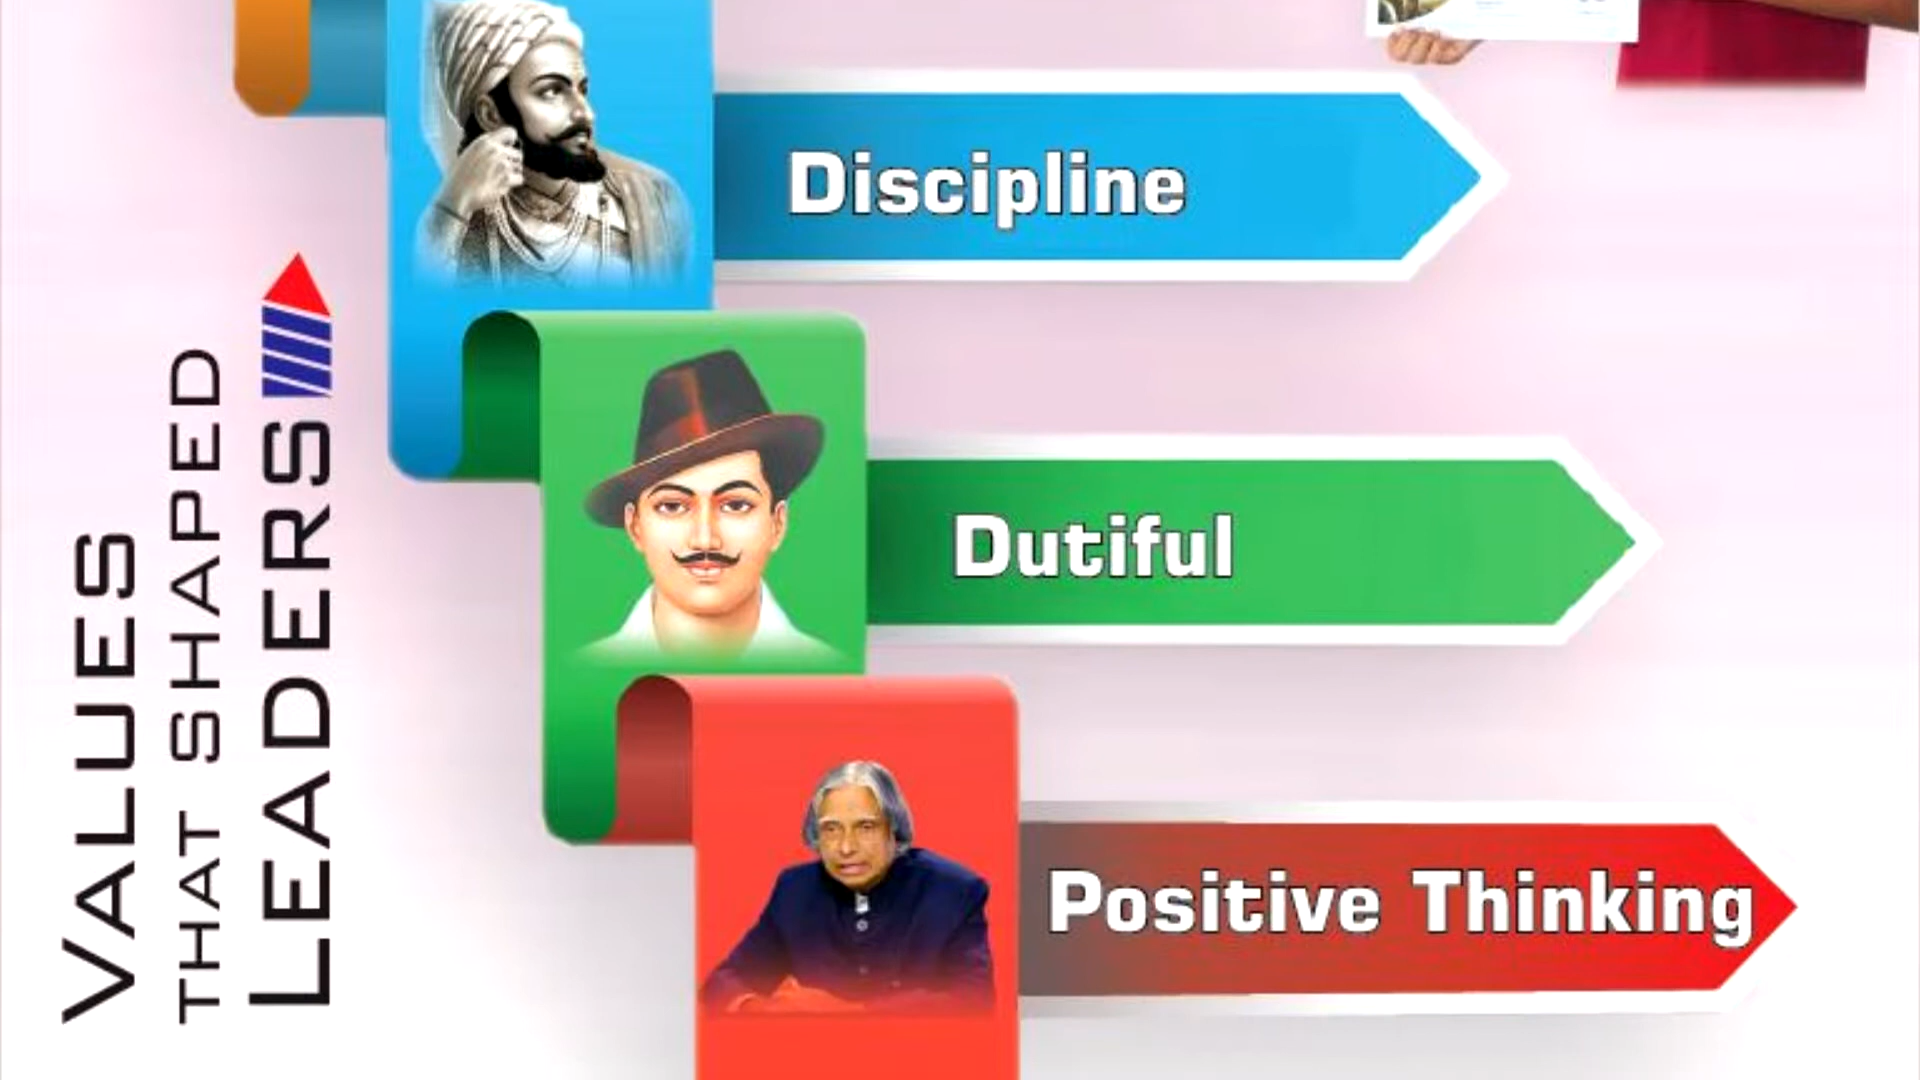 VALUES
THAT SHAPED
LEADERS
Discipline
Dutiful
Positive Thinking